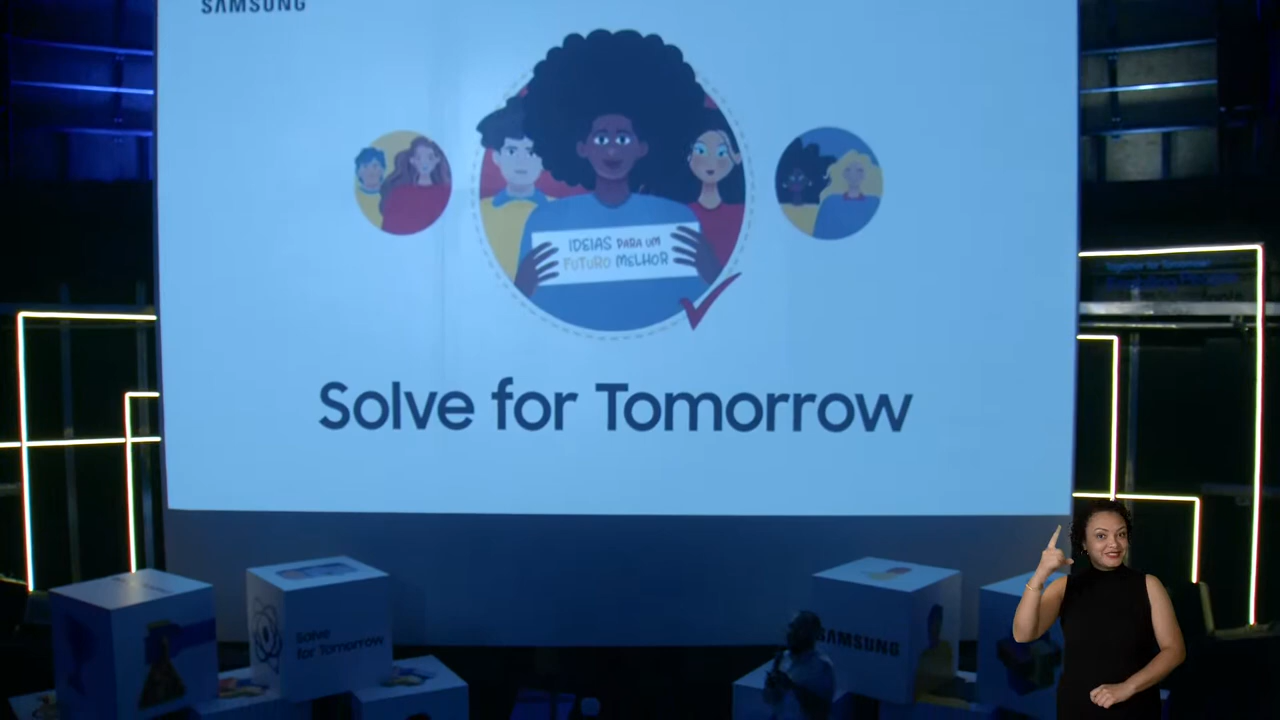 SAMSUNG
IDEIAS PARA UM
FUTURO MELHOR
Solve for Tomorrow
Solve
for Tomorrow
SAMSUNG